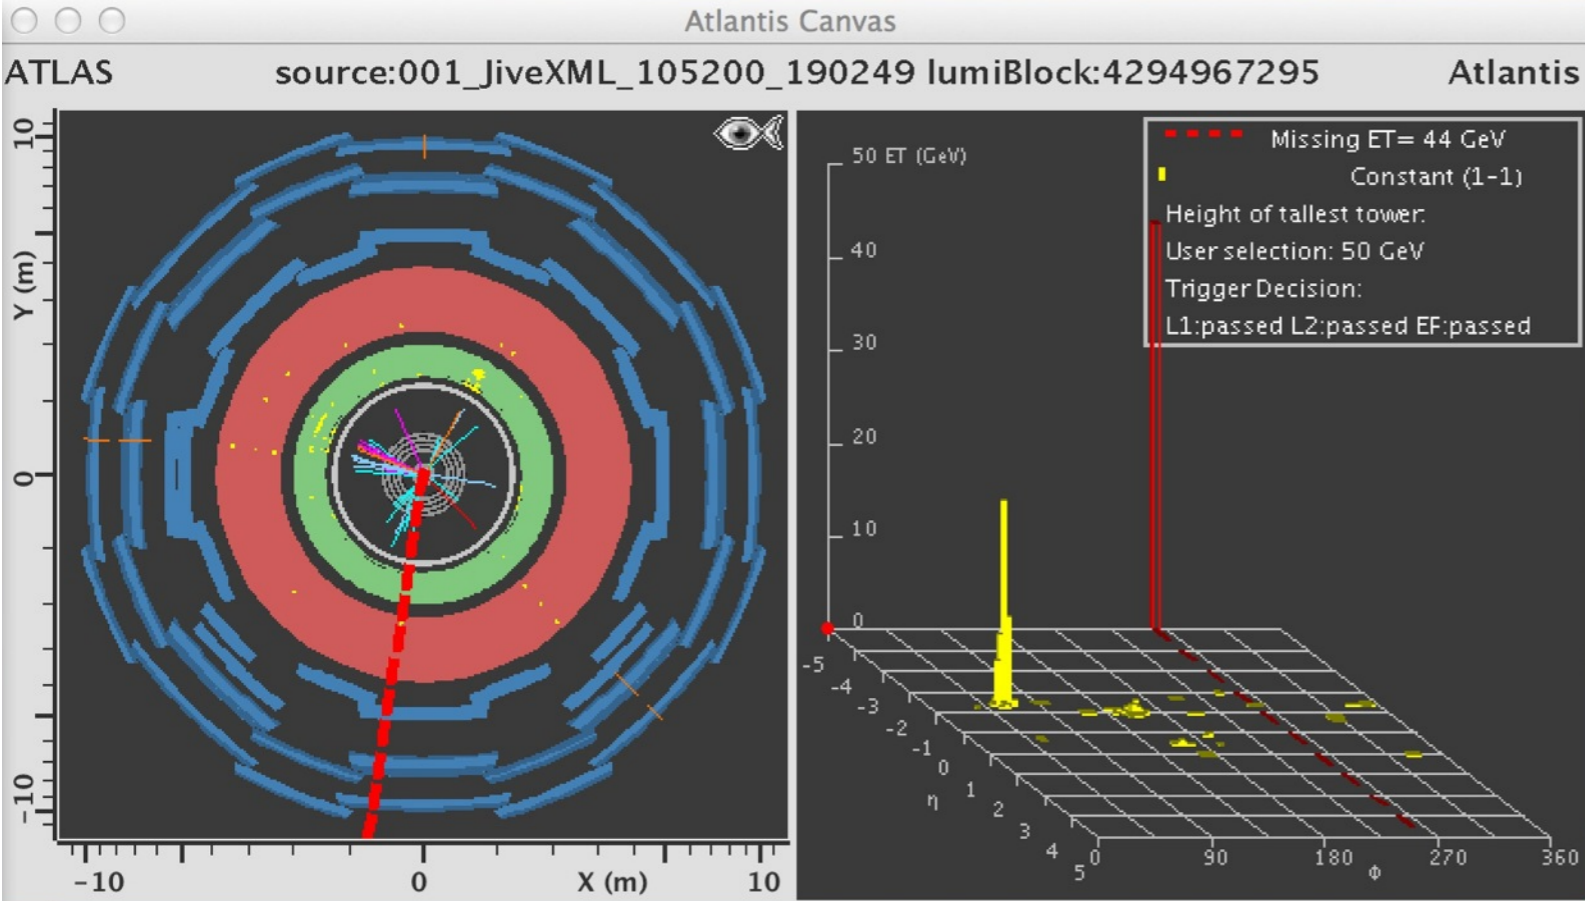 Atlantis Canvas
ATLAS source:001_JiveXML_105200_190249 lumiBlock:4294967295 Atlantis
10
Y (m)
0
-10
-10 0 X (m) 10
50 ET (GeV)
40
30
20
10
0
Missing ET= 44 GeV
Constant (1-1)
Height of tallest tower:
User selection: 50 GeV
Trigger Decision:
L1:passed L2:passed EF:passed
-5
-4
-3
-2
-1
0
η 1
2
3
4
5
0 90 180 Φ 270 360